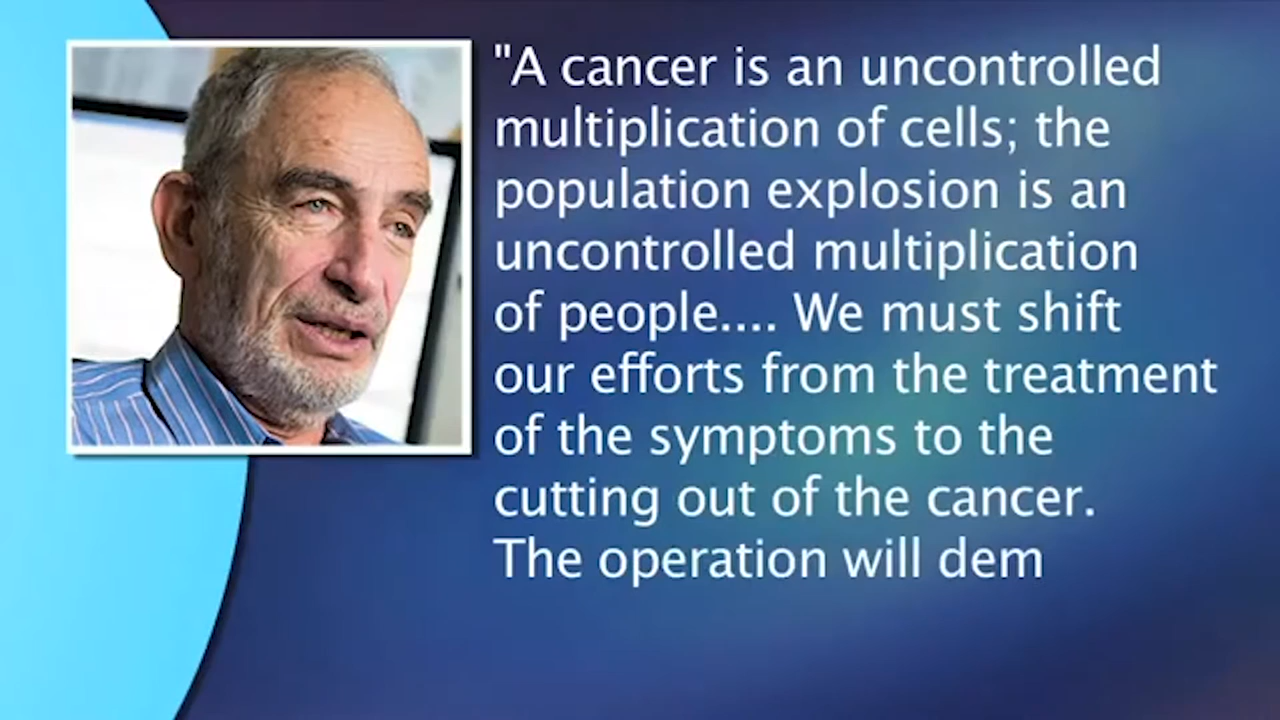 "A cancer is an uncontrolled
multiplication of cells; the
population explosion is an
uncontrolled multiplication
of people.... We must shift
our efforts from the treatment
of the symptoms to the
cutting out of the cancer.
The operation will dem